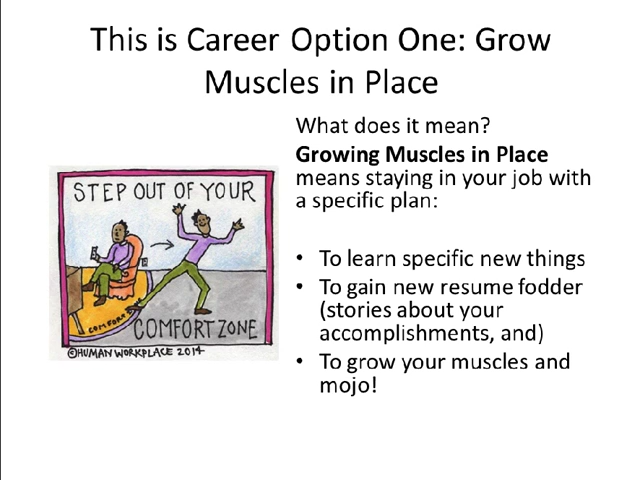 This is Career Option One: Grow
Muscles in Place
What does it mean?
Growing Muscles in Place
means staying in your job with
a specific plan:
• To learn specific new things
• To gain new resume fodder
(stories about your
accomplishments, and)
• To grow your muscles and
mojo!
STEP OUT OF YOUR
COMFORT
COMFORT ZONE
©HUMAN WORKPLACE 2014